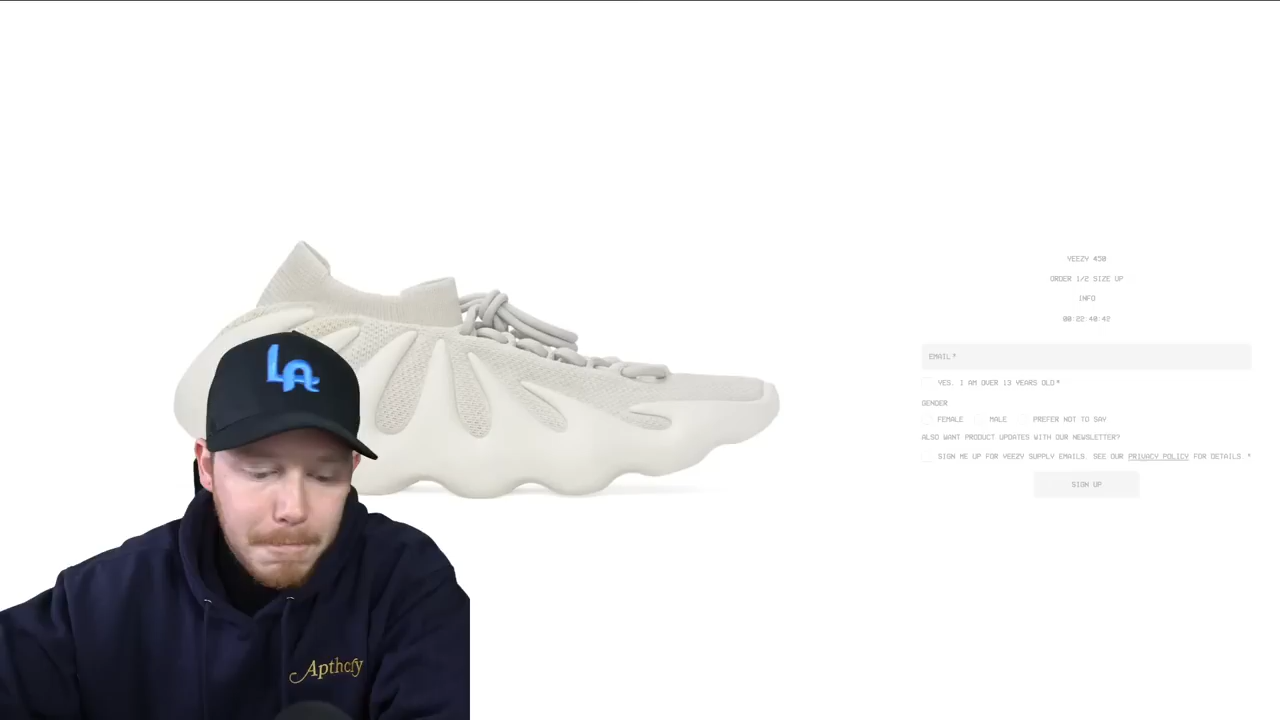 YEEZY 450
ORDER 1/2 SIZE UP
INFO
00:22:40:42
EMAIL*
YES, I AM OVER 13 YEARS OLD*
GENDER
FEMALE MALE PREFER NOT TO SAY
ALSO WANT PRODUCT UPDATES WITH OUR NEWSLETTER?
SIGN ME UP FOR YEEZY SUPPLY EMAILS. SEE OUR PRIVACY POLICY FOR DETAILS. *
SIGN UP
LA
Apthcry